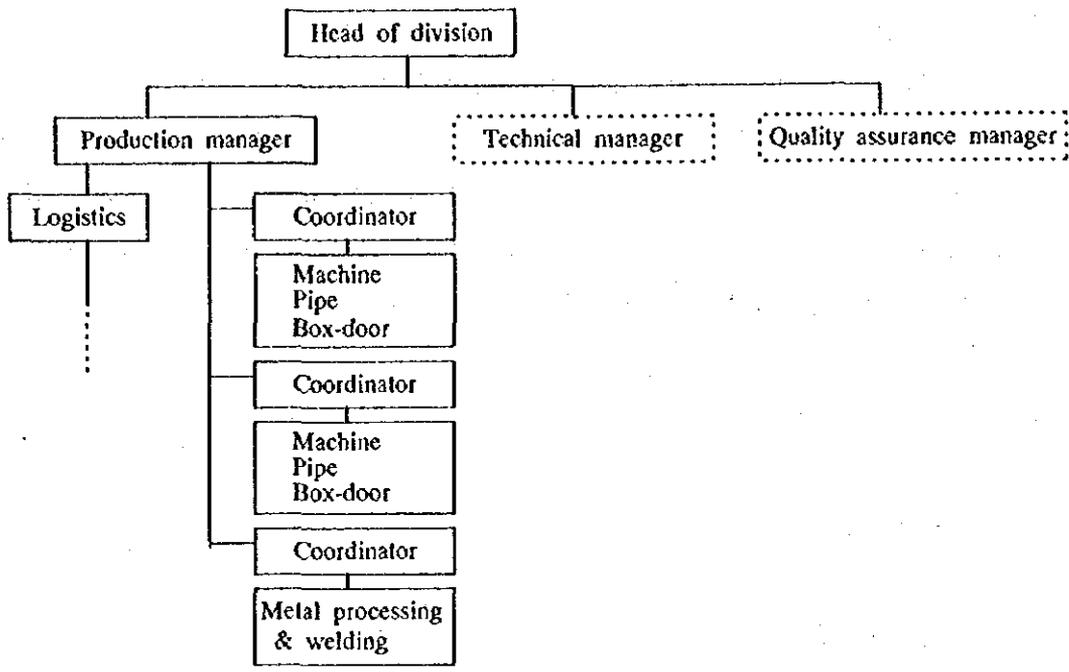 Head of division
Production manager
Technical manager
Quality assurance manager
Logistics
Coordinator
Machine
Pipe
Box-door
Coordinator
Machine
Pipe
Box-door
Coordinator
Metal processing
& welding